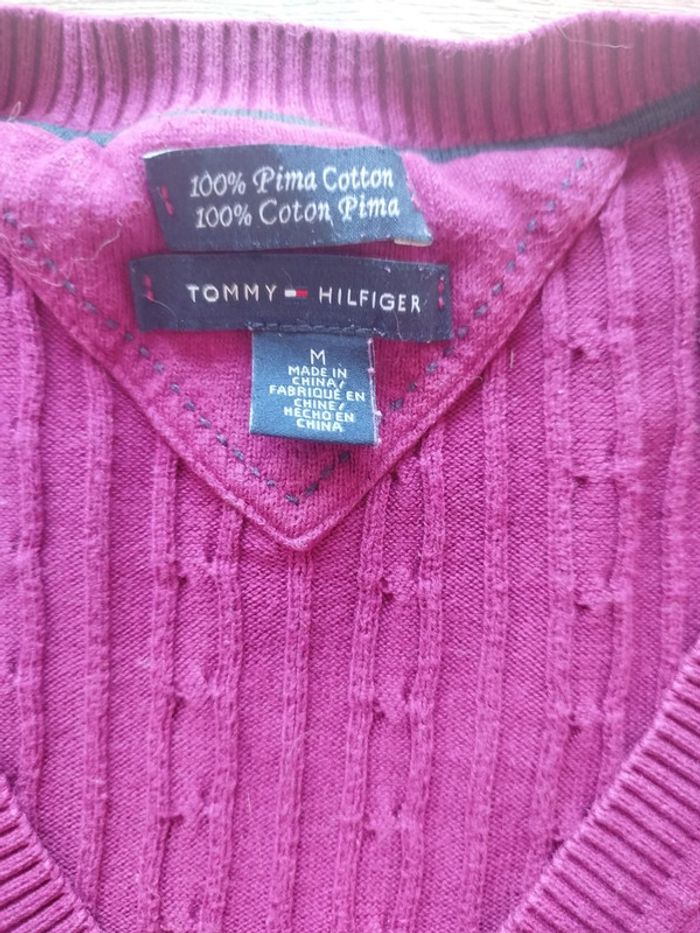 100% Pima Cotton
100% Coton Pima
TOMMY HILFIGER
M
MADE IN
CHINA/
FABRIQUÉ EN
CHINE/
HECHO EN
CHINA